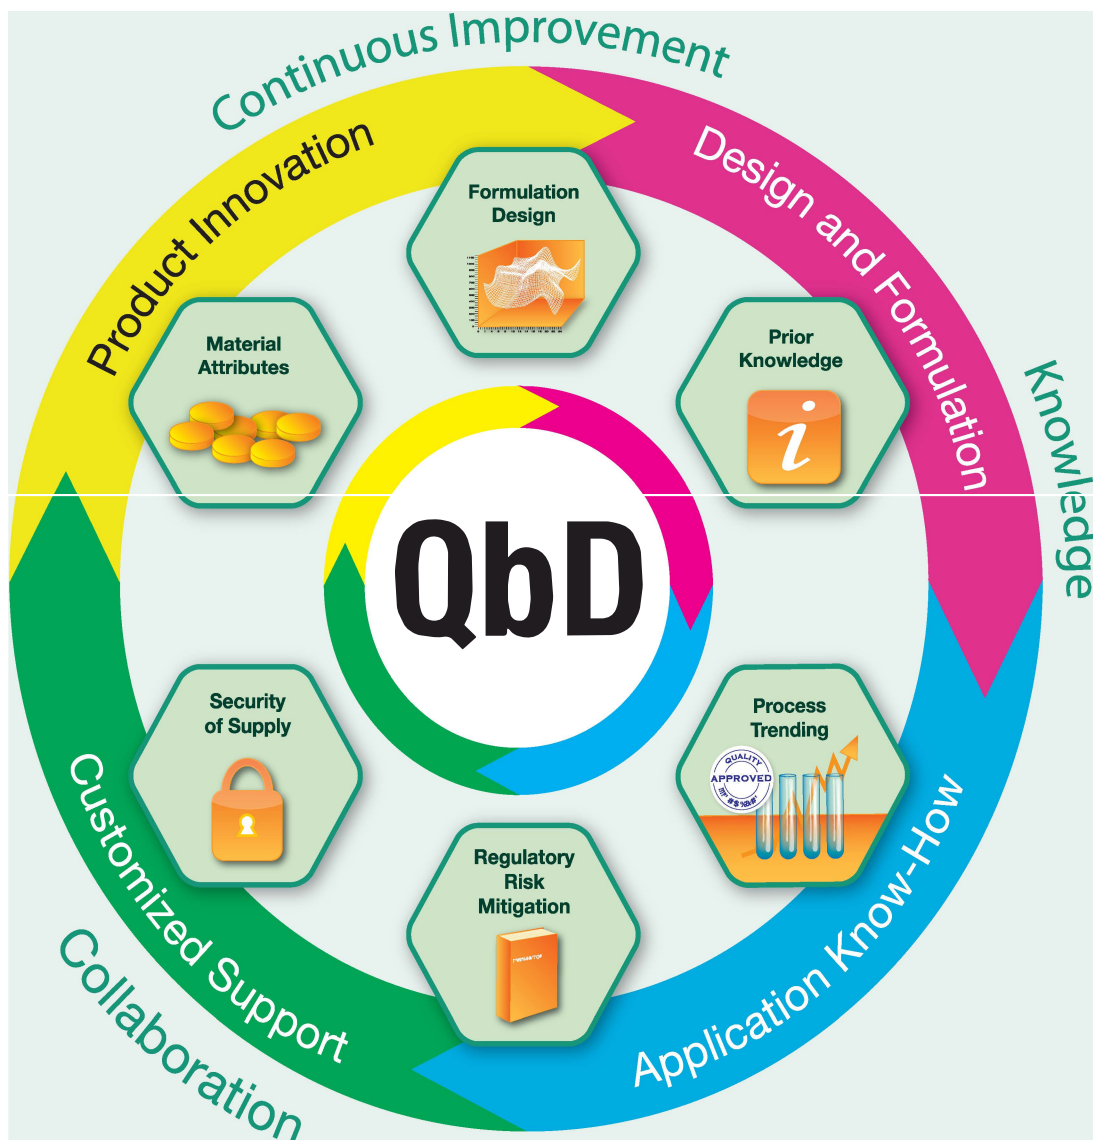 Continuous Improvement
Product Innovation
Design and Formulation
Formulation
Design
Material
Attributes
Prior
Knowledge
i
Knowledge
QbD
Security
of Supply
Process
Trending
QUALITY
APPROVED
Regulatory
Risk
Mitigation
Customized Support
Application Know-How
Collaboration